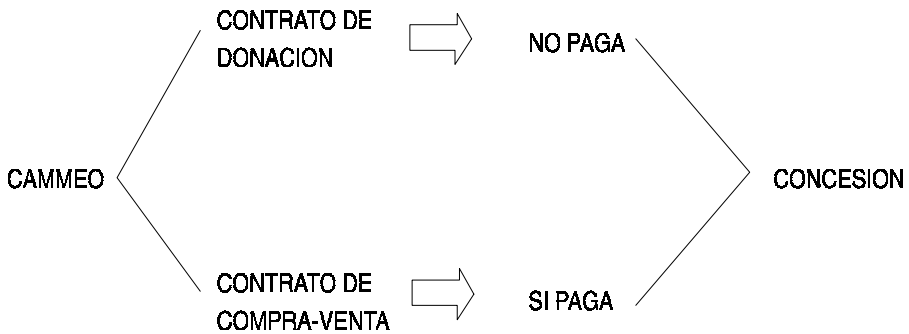 CONTRATO DE
DONACION
NO PAGA
CAMMEO
CONCESION
CONTRATO DE
COMPRA-VENTA
SI PAGA